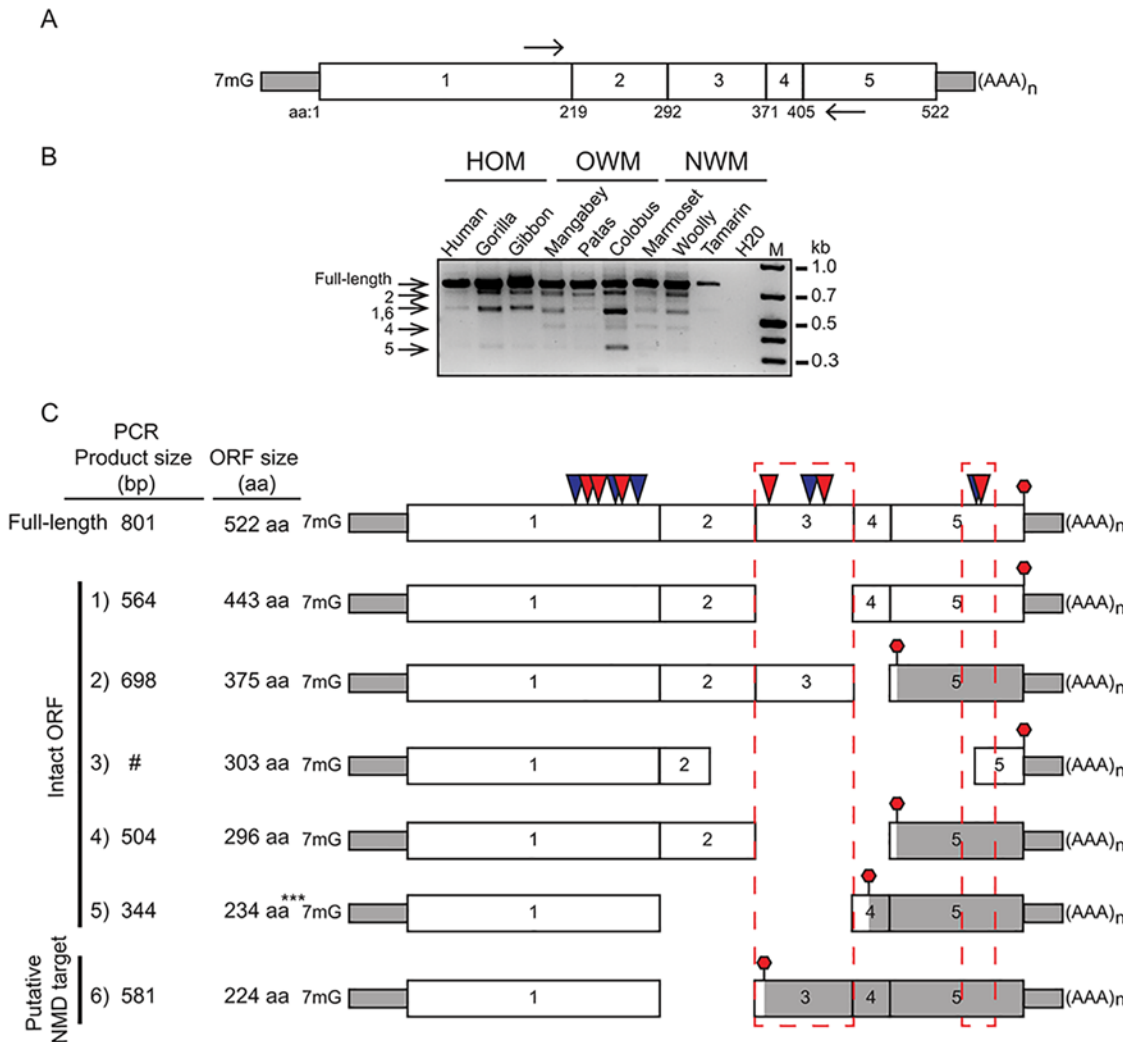 A
7mG 1 2 3 4 5 (AAA)n
aa:1 219 292 371 405 522
B
HOM OWM NWM
Human Gorilla Gibbon Mangabey Patas Colobus Marmoset Woolly Tamarin H20 M kb
Full-length 1.0
2 0.7
1,6
4 0.5
5 0.3
C
PCR
Product size ORF size
(bp) (aa)
Full-length 801 522 aa 7mG 1 2 3 4 5 (AAA)n
Intact ORF
1) 564 443 aa 7mG 1 2 4 5 (AAA)n
2) 698 375 aa 7mG 1 2 3 5 (AAA)n
3) # 303 aa 7mG 1 2 5 (AAA)n
4) 504 296 aa 7mG 1 2 5 (AAA)n
5) 344 234 aa*** 7mG 1 4 5 (AAA)n
Putative
NMD target
6) 581 224 aa 7mG 1 3 4 5 (AAA)n